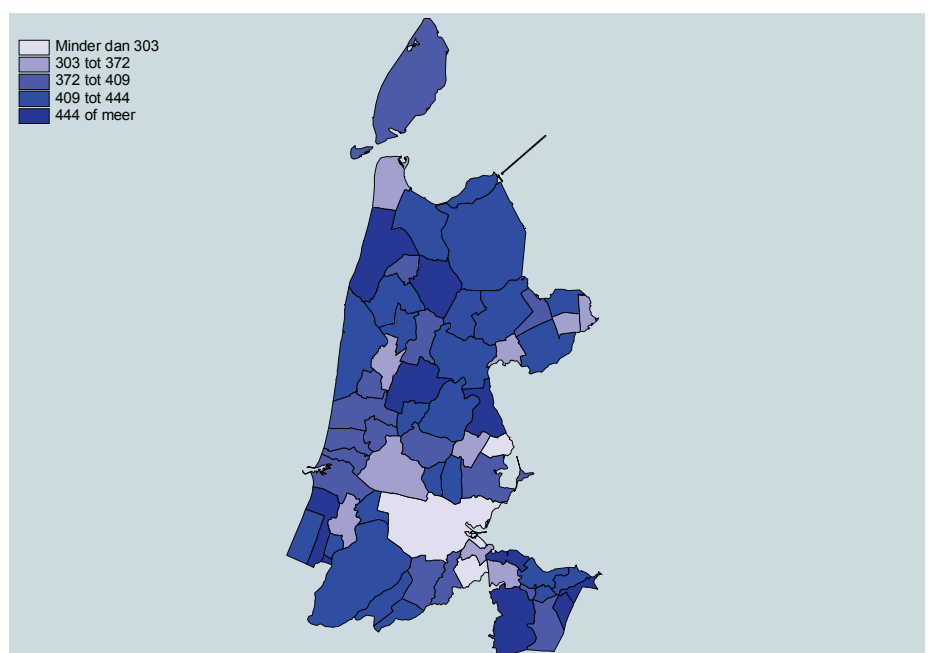 Minder dan 303
303 tot 372
372 tot 409
409 tot 444
444 of meer